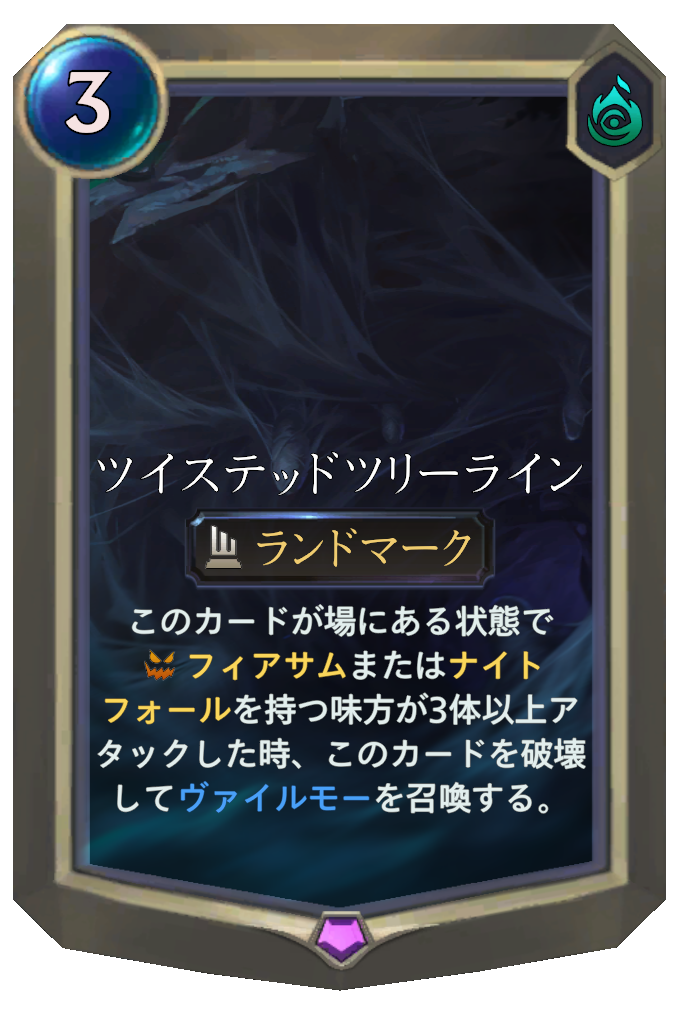 3
ツイステッドツリーライン
ランドマーク
このカードが場にある状態で
フィアサムまたはナイト
フォールを持つ味方が3体以上ア
タックした時、このカードを破壊
してヴァイルモーを召喚する。